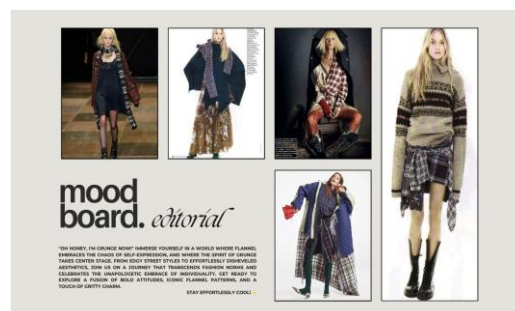 mood
board. editorial
"OH HONEY, I'M GRUNGE NOW!" IMMERSE YOURSELF IN A WORLD WHERE FLANNEL
EMBRACES THE CHAOS OF SELF-EXPRESSION, AND WHERE THE SPIRIT OF GRUNGE
TAKES CENTER STAGE. FROM EDGY STREET STYLES TO EFFORTLESSLY DISHEVELED
AESTHETICS, JOIN US ON A JOURNEY THAT TRANSCENDS FASHION NORMS AND
CELEBRATES THE UNAPOLOGETIC EMBRACE OF INDIVIDUALITY. GET READY TO
EXPLORE A FUSION OF BOLD ATTITUDES, ICONIC FLANNEL PATTERNS, AND A
TOUCH OF GRITTY CHARM.
STAY EFFORTLESSLY COOL!